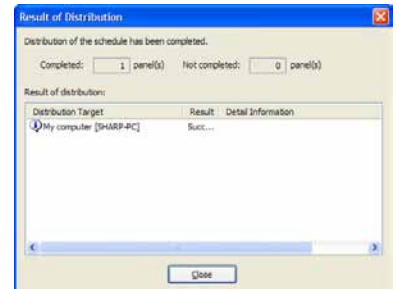 Result of Distribution
Distribution of the schedule has been completed.
Completed: 1 panel(s) Not completed: 0 panel(s)
Result of distribution:
Distribution Target Result Detail Information
My computer [SHARP-PC] Succ...
Close